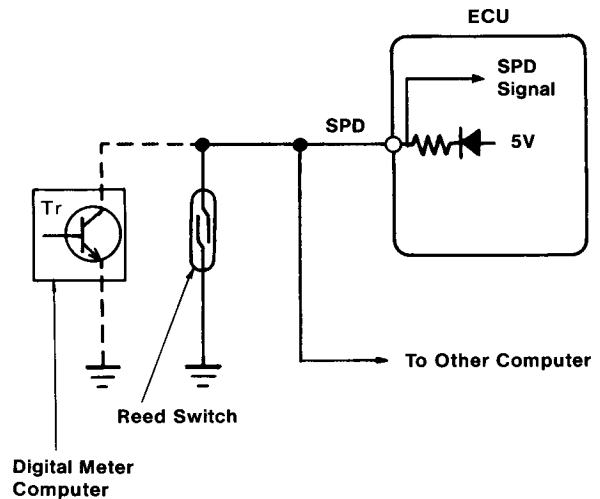 ECU
SPD
Signal
SPD
5V
Tr
To Other Computer
Reed Switch
Digital Meter
Computer